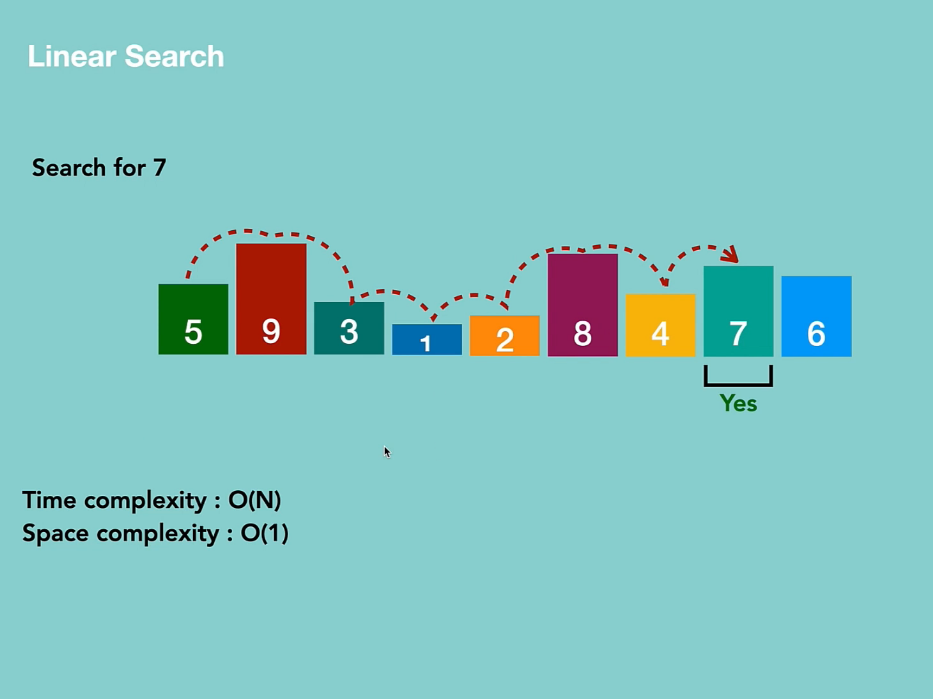 Linear Search
Search for 7
5 9 3 1 2 8 4 7 6
Yes
Time complexity : O(N)
Space complexity : O(1)